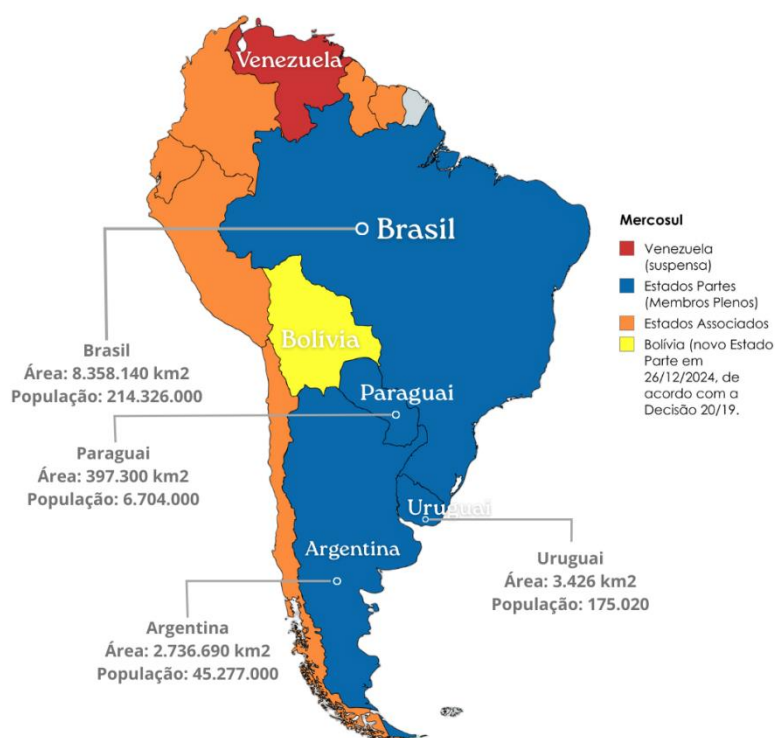 Venezuela
Brasil
Bolívia
Paraguai
Uruguai
Argentina
Mercosul
Venezuela
(suspensa)
Estados Partes
(Membros Plenos)
Estados Associados
Bolívia (novo Estado
Parte em
26/12/2024, de
acordo com a
Decisão 20/19.
Brasil
Área: 8.358.140 km2
População: 214.326.000
Paraguai
Área: 397.300 km2
População: 6.704.000
Uruguai
Área: 3.426 km2
População: 175.020
Argentina
Área: 2.736.690 km2
População: 45.277.000